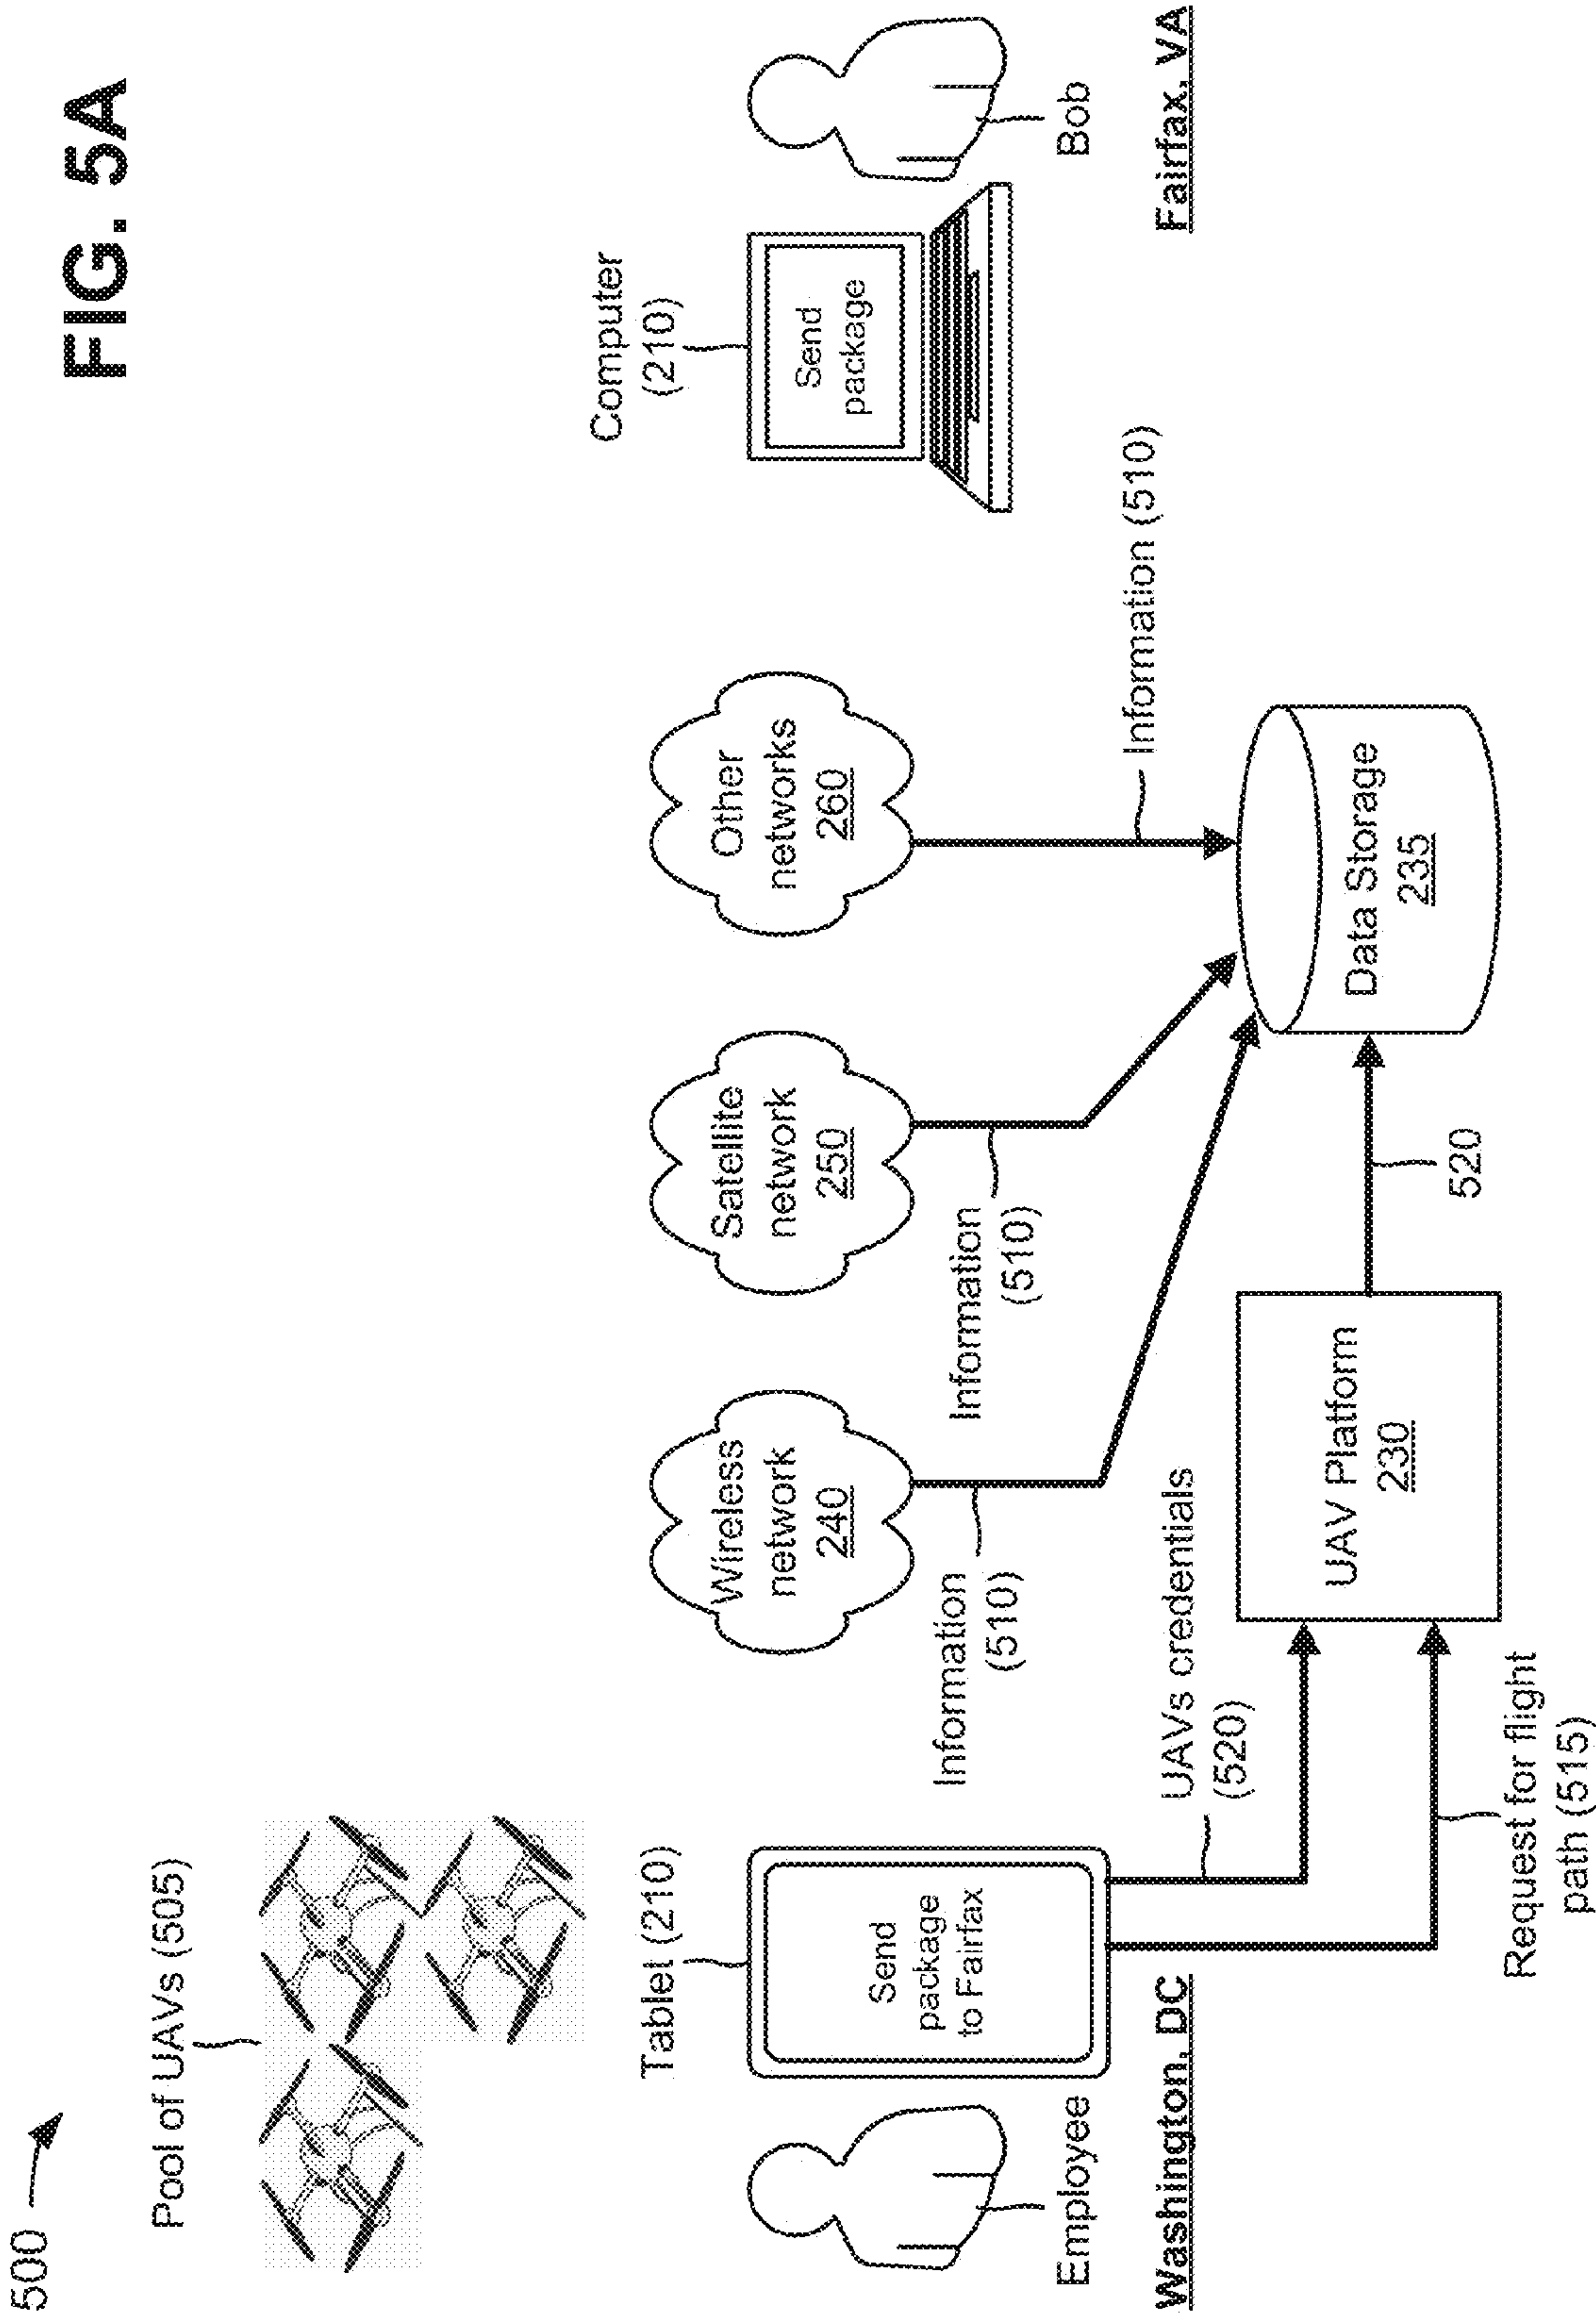 FIG. 5A
500
Pool of UAVs (505)
Tablet (210)
Send
package
to Fairfax
Employee
Washington, DC
Wireless
network
240
Satellite
network
250
Other
networks
260
Computer
(210)
Send
package
Bob
Fairfax, VA
Information
(510)
Information
(510)
Information (510)
UAVs credentials
(520)
Request for flight
path (515)
UAV Platform
230
520
Data Storage
235